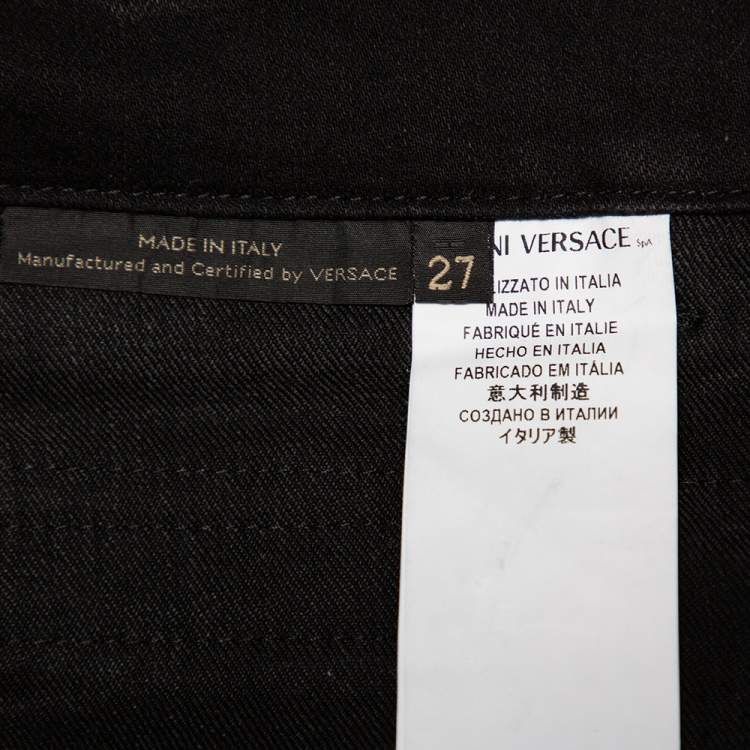 MADE IN ITALY
Manufactured and Certified by VERSACE
27
NI VERSACE SpA
LIZZATO IN ITALIA
MADE IN ITALY
FABRIQUÉ EN ITALIE
HECHO EN ITALIA
FABRICADO EM ITÁLIA
意大利制造
СОЗДАНО В ИТАЛИИ
イタリア製